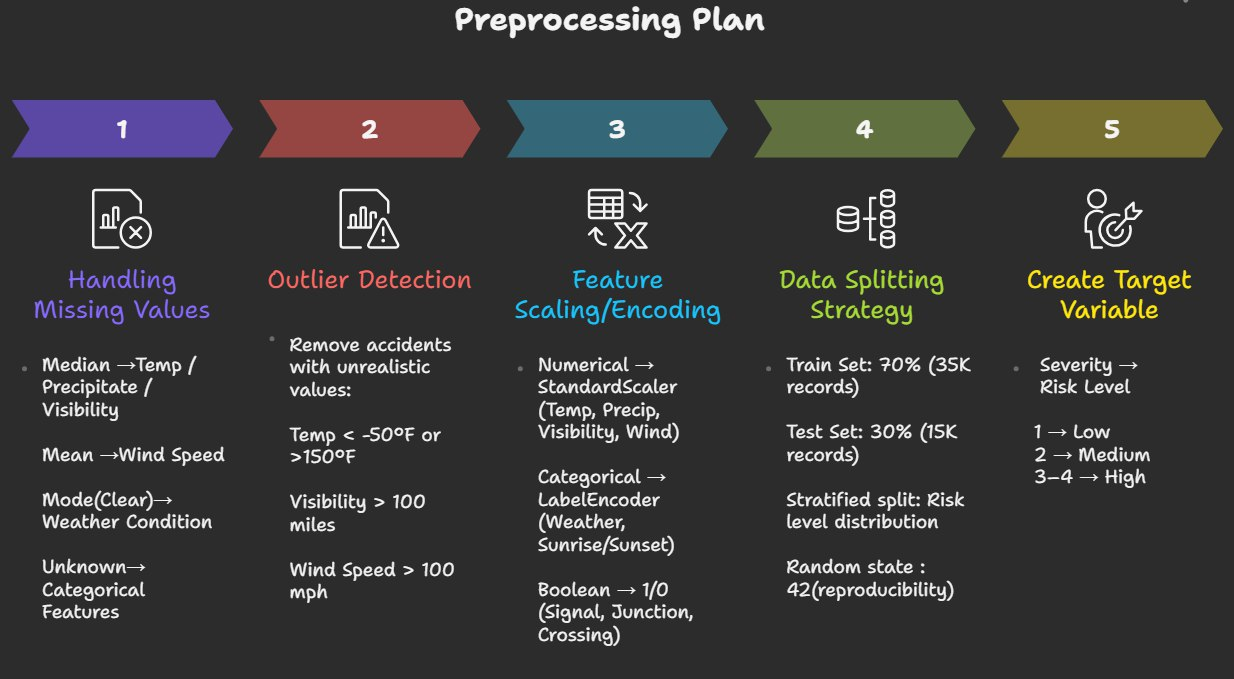 Preprocessing Plan
1
2
3
4
5
Handling
Missing Values
Median →Temp /
Precipitate /
Visibility
Mean →Wind Speed
Mode(Clear)→
Weather Condition
Unknown→
Categorical
Features
Outlier Detection
Remove accidents
with unrealistic
values:
Temp < -50°F or
>150°F
Visibility > 100
miles
Wind Speed > 100
mph
Feature
Scaling/Encoding
Numerical →
StandardScaler
(Temp, Precip,
Visibility, Wind)
Categorical →
LabelEncoder
(Weather,
Sunrise/Sunset)
Boolean → 1/0
(Signal, Junction,
Crossing)
Data Splitting
Strategy
Train Set: 70% (35K
records)
Test Set: 30% (15K
records)
Stratified split: Risk
level distribution
Random state :
42(reproducibility)
Create Target
Variable
Severity →
Risk Level
1 → Low
2 → Medium
3–4 → High